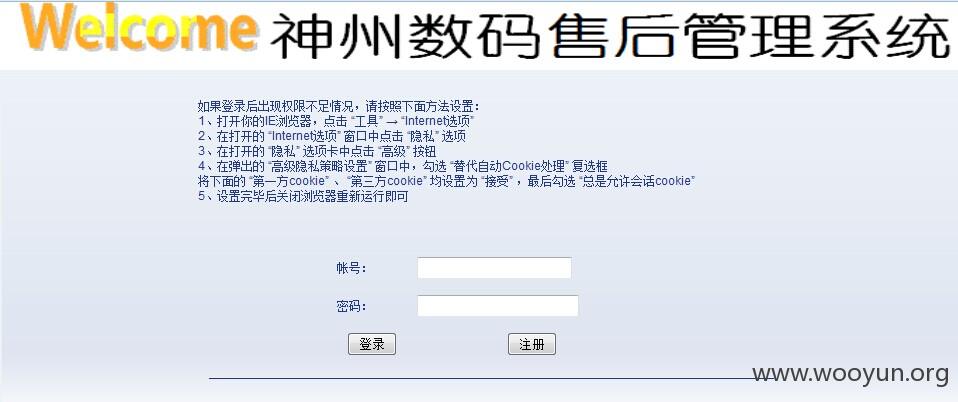 Welcome 神州数码售后管理系统
如果登录后出现权限不足情况，请按照下面方法设置：
1、打开你的IE浏览器，点击 “工具” → “Internet选项”
2、在打开的 “Internet选项” 窗口中点击 “隐私” 选项
3、在打开的 “隐私” 选项卡中点击 “高级” 按钮
4、在弹出的 “高级隐私策略设置” 窗口中，勾选 “替代自动Cookie处理” 复选框
将下面的 “第一方cookie” 、 “第三方cookie” 均设置为 “接受” ，最后勾选 “总是允许会话cookie”
5、设置完毕后关闭浏览器重新运行即可
帐号：
密码：
登录 注册
www.wooyun.org